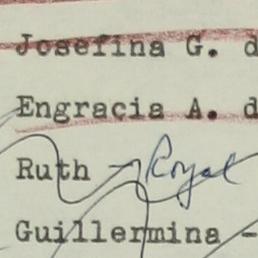 Josefina G. d
Engracia A. d
Ruth - Royal
Guillermina -